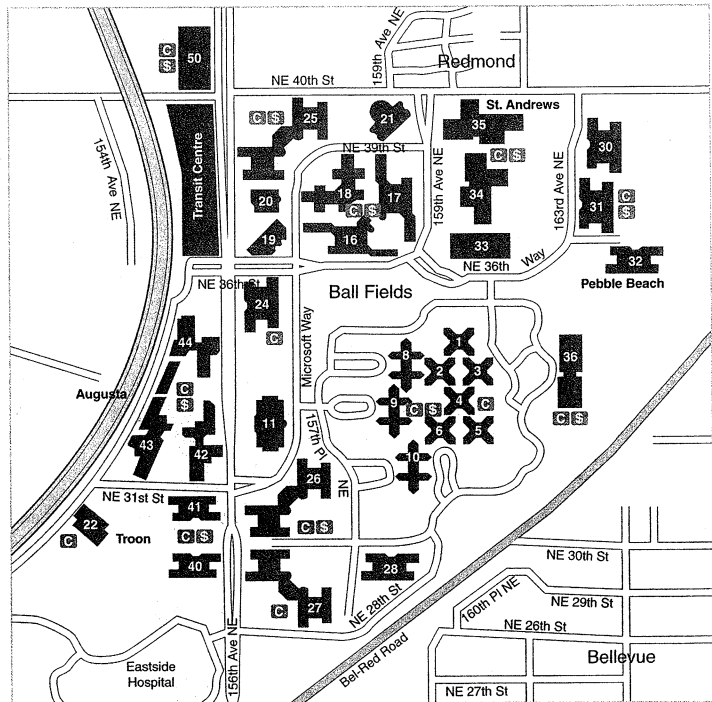 159th Ave NE
Redmond
C
$
50
NE 40th St
C $
25
21
St. Andrews
35
NE 39th St
154th Ave NE
Transit Centre
20
18
17
C $
159th Ave NE
C $
34
163rd Ave NE
30
31
C
$
19
16
33
NE 36th Way
32
Pebble Beach
NE 36th St
24
Ball Fields
C
Microsoft Way
44
1
8
2
3
36
Augusta
C
$
9
C $
4
C
C $
43
42
11
6
5
157th Pl NE
10
26
NE 31st St
41
22
C
Troon
C $
C $
40
28
NE 30th St
C
27
NE 28th St
160th Pl NE
NE 29th St
NE 26th St
156th Ave NE
Bel-Red Road
Eastside
Hospital
Bellevue
NE 27th St